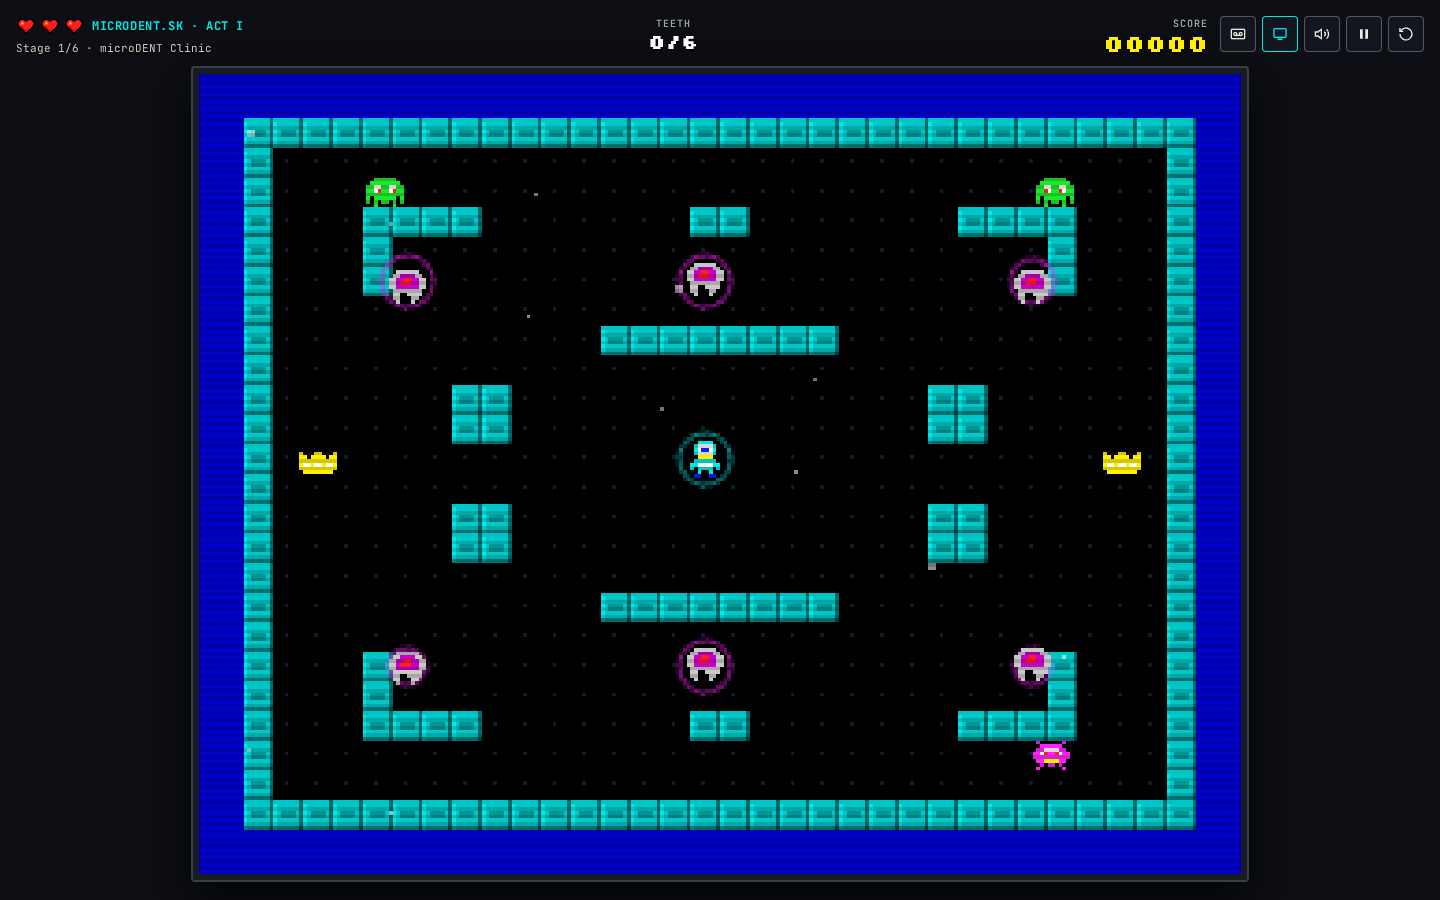 MICRODENT.SK · ACT I
Stage 1/6 · microDENT Clinic
TEETH
0/6
SCORE
00000